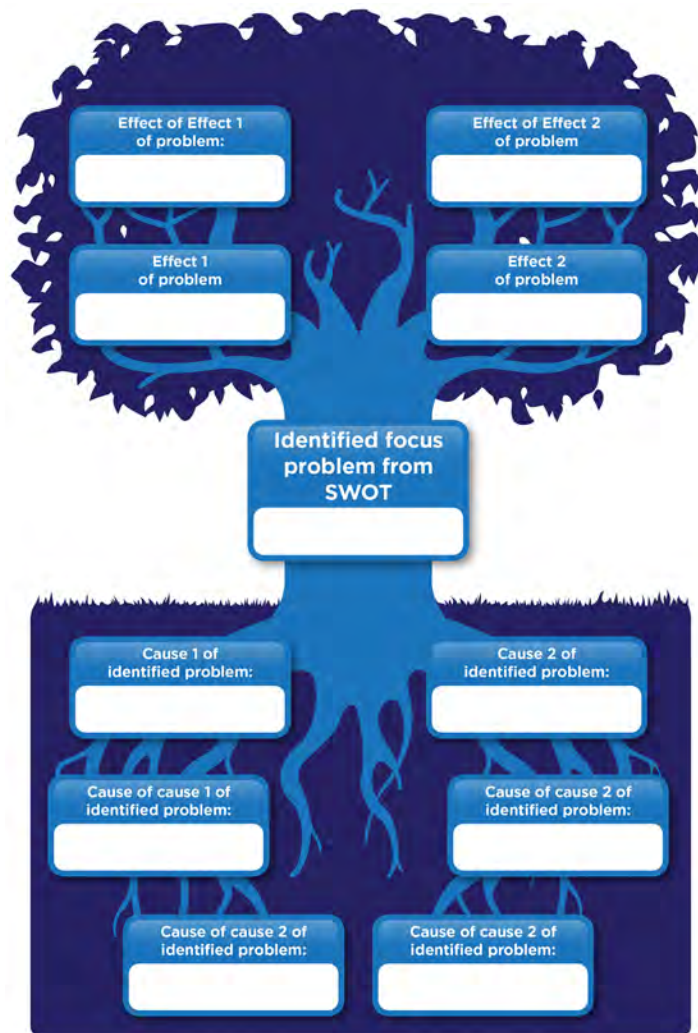 Effect of Effect 1
of problem:
Effect of Effect 2
of problem
Effect 1
of problem
Effect 2
of problem
Identified focus
problem from
SWOT
Cause 1 of
identified problem:
Cause 2 of
identified problem:
Cause of cause 1 of
identified problem:
Cause of cause 2 of
identified problem:
Cause of cause 2 of
identified problem:
Cause of cause 2 of
identified problem: